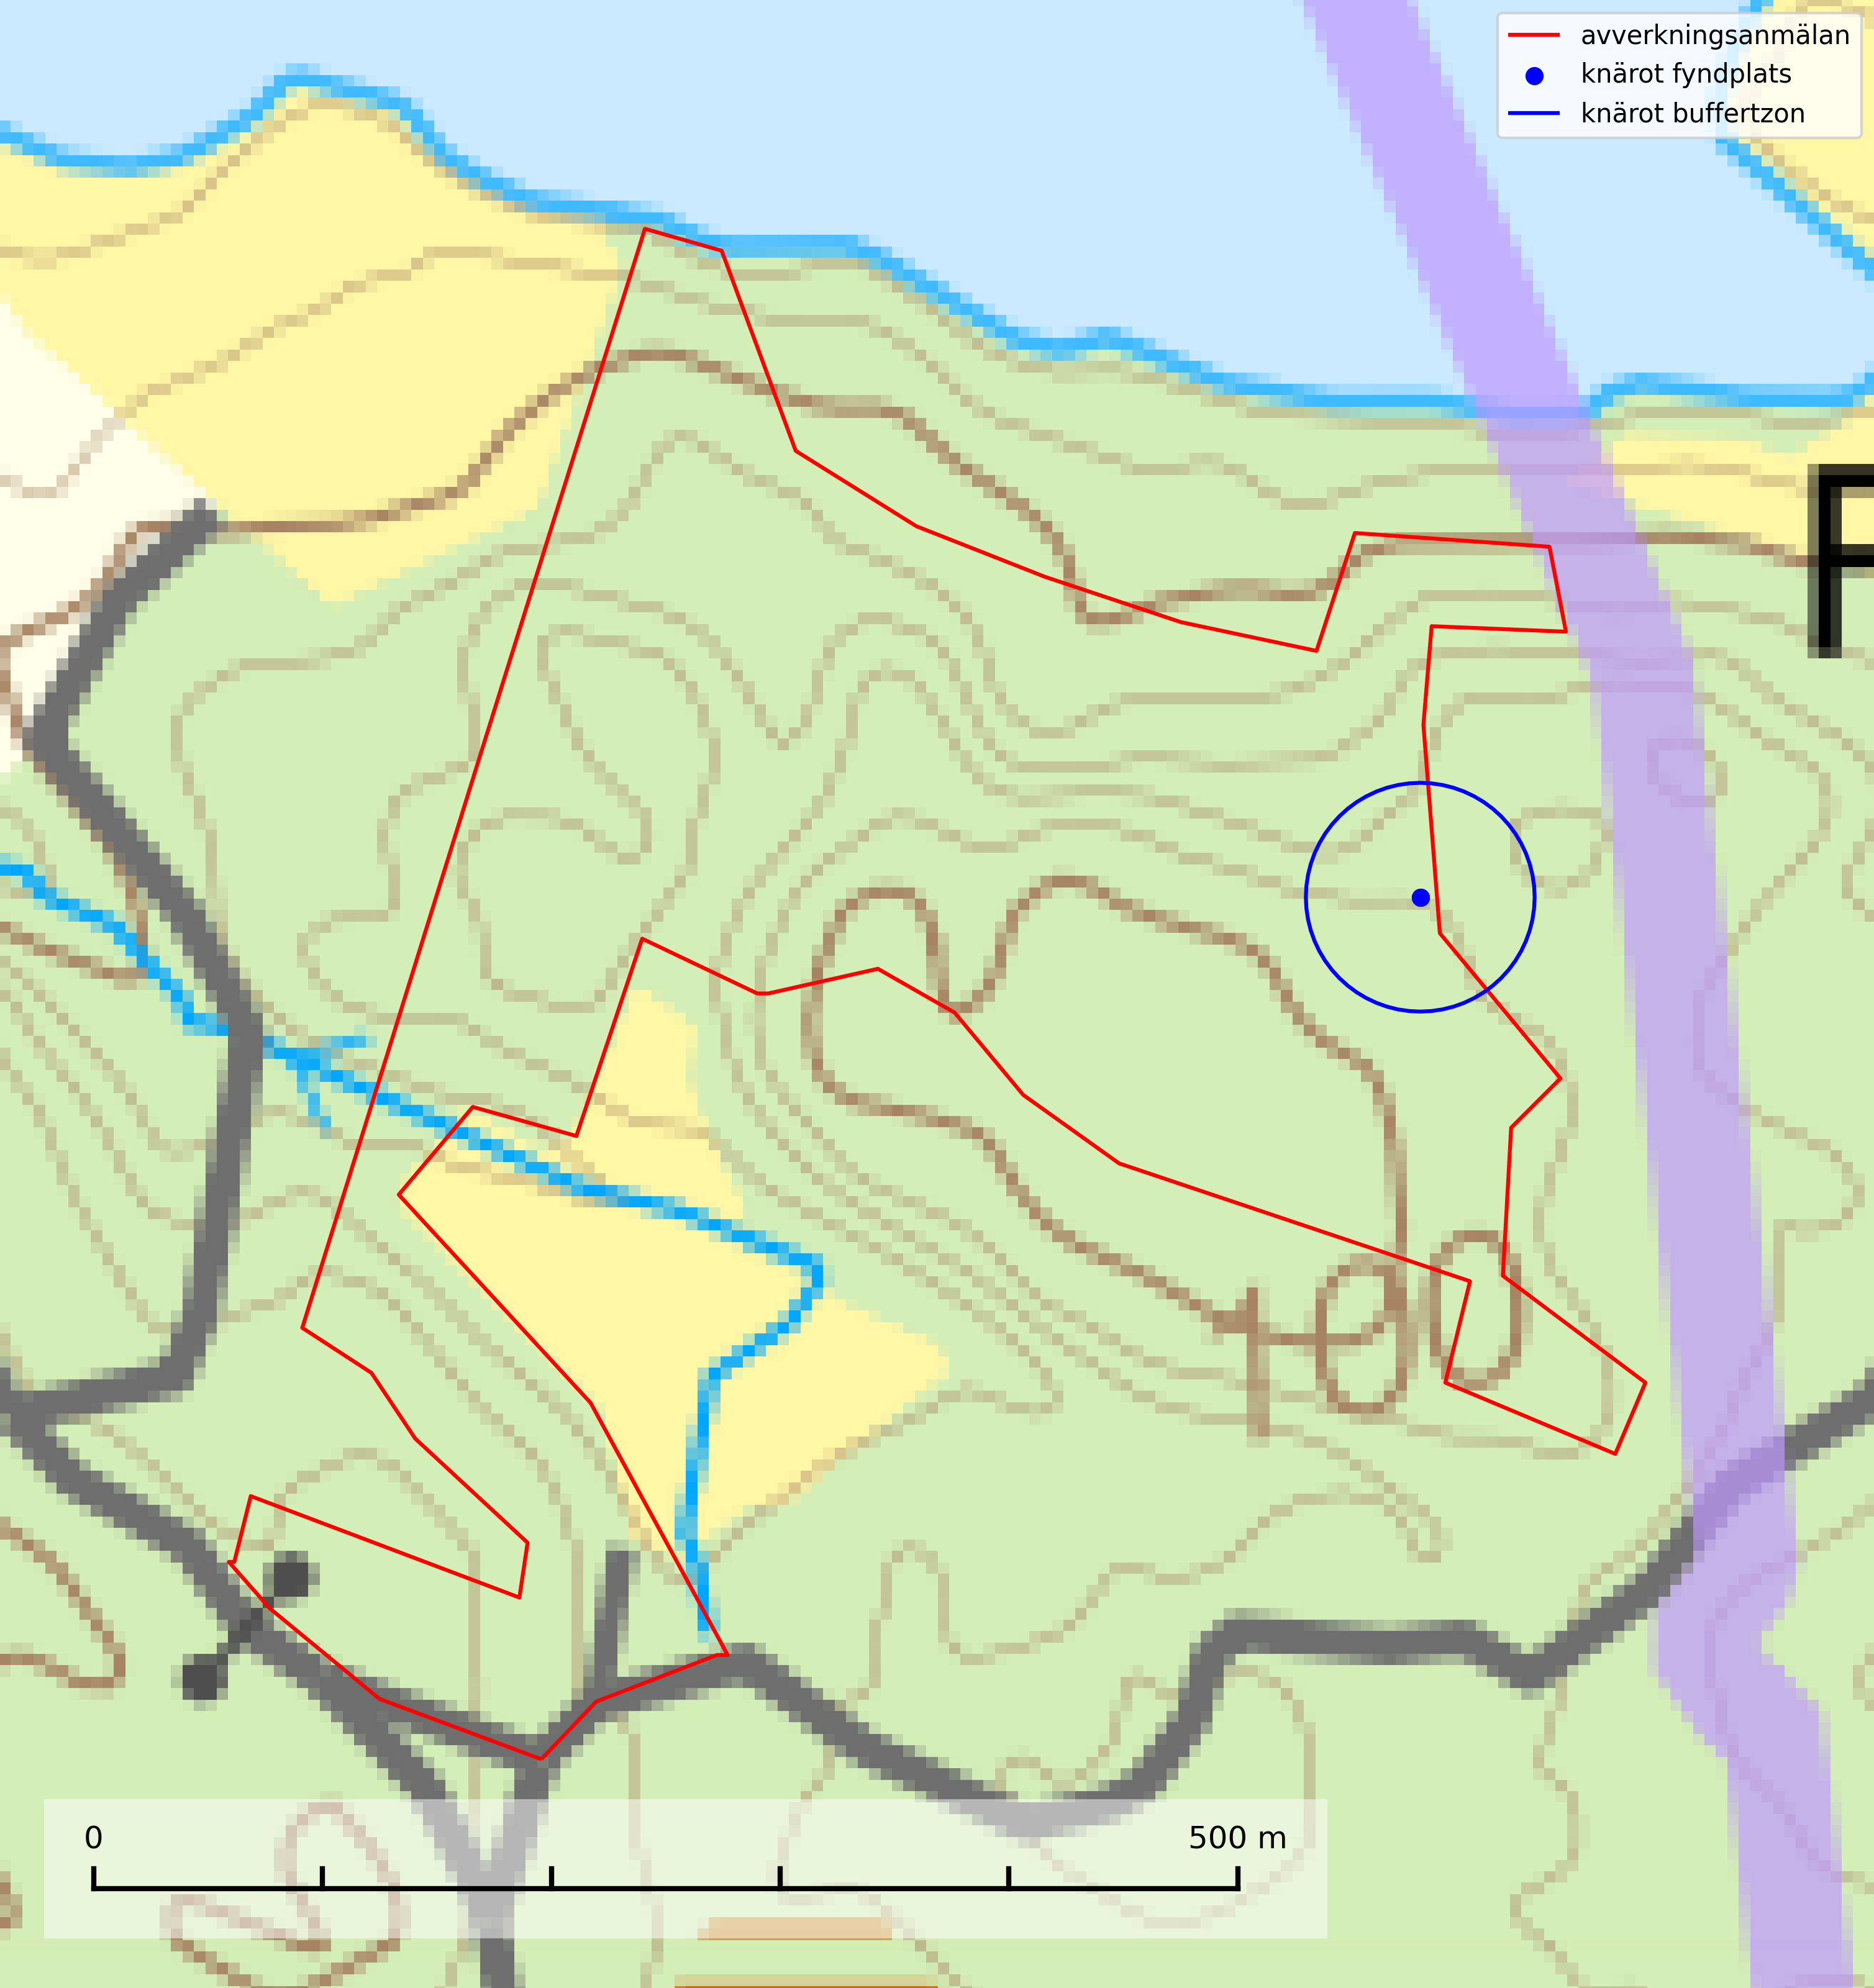 avverkningsanmälan
knärot fyndplats
knärot buffertzon
F
100
0
500 m